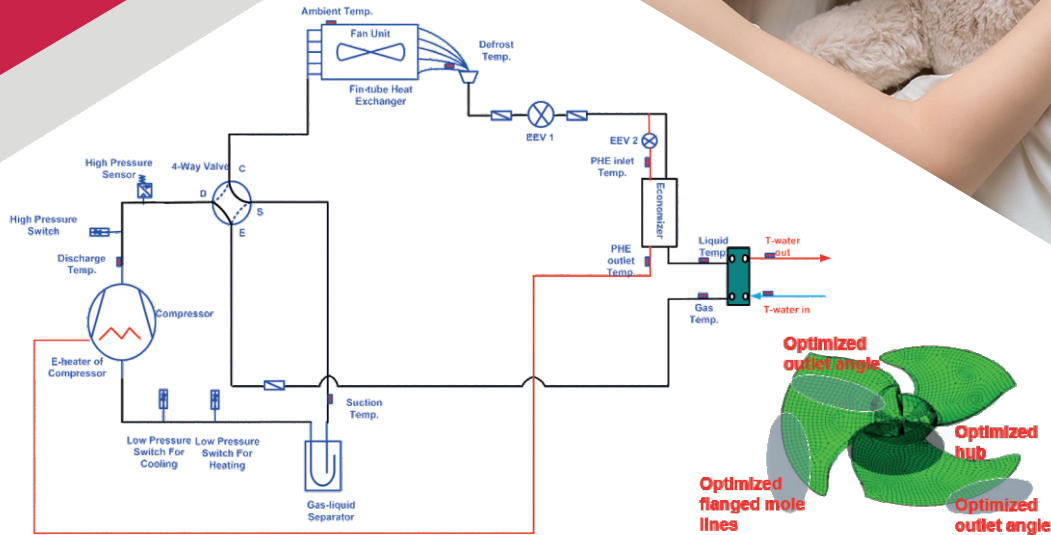 Ambient Temp.
Fan Unit
Defrost
Temp.
Fin-tube Heat
Exchanger
EEV 1
EEV 2
PHE inlet
Temp.
High Pressure
Sensor
4-Way Valve
C
D
S
E
High Pressure
Switch
Economizer
Discharge
Temp.
PHE
outlet
Temp.
Liquid
Temp
T-water
out
Compressor
Gas
Temp.
T-water in
E-heater of
Compressor
Suction
Temp.
Low Pressure
Switch For
Cooling
Low Pressure
Switch For
Heating
Gas-liquid
Separator
Optimized
outlet angle
Optimized
hub
Optimized
flanged mole
lines
Optimized
outlet angle